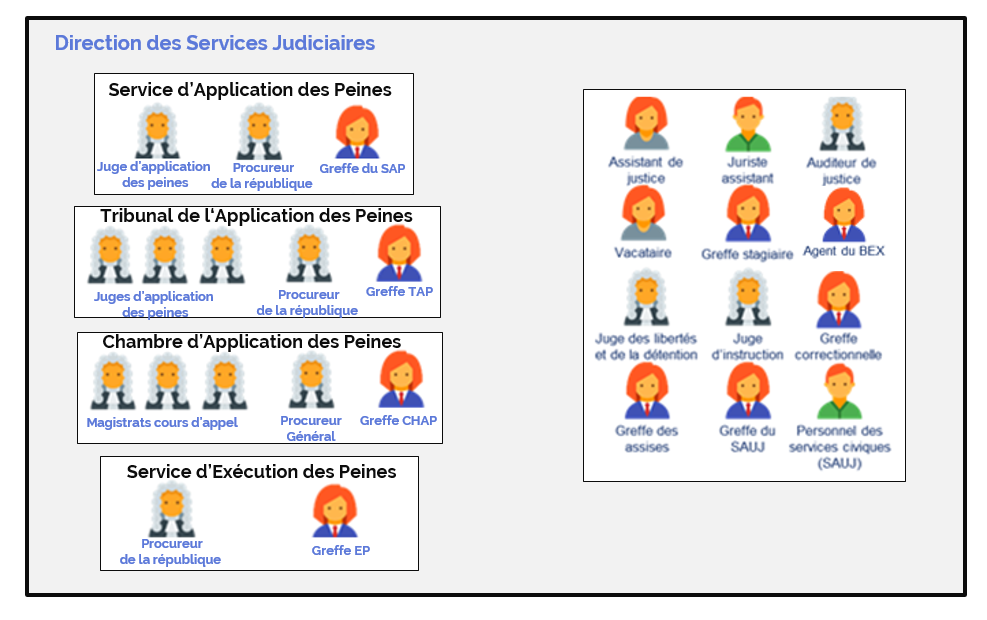 Direction des Services Judiciaires
Service d'Application des Peines
Juge d'application
des peines
Procureur
de la république
Greffe du SAP
Tribunal de l'Application des Peines
Juges d'application
des peines
Procureur
de la république
Greffe TAP
Chambre d'Application des Peines
Magistrats cours d'appel
Procureur
Général
Greffe CHAP
Service d'Exécution des Peines
Procureur
de la république
Greffe EP
Assistant de
justice
Juriste
assistant
Auditeur de
justice
Vacataire
Greffe stagiaire
Agent du BEX
Juge des libertés
et de la détention
Juge
d'instruction
Greffe
correctionnelle
Greffe des
assises
Greffe du
SAUJ
Personnel des
services civiques
(SAUJ)